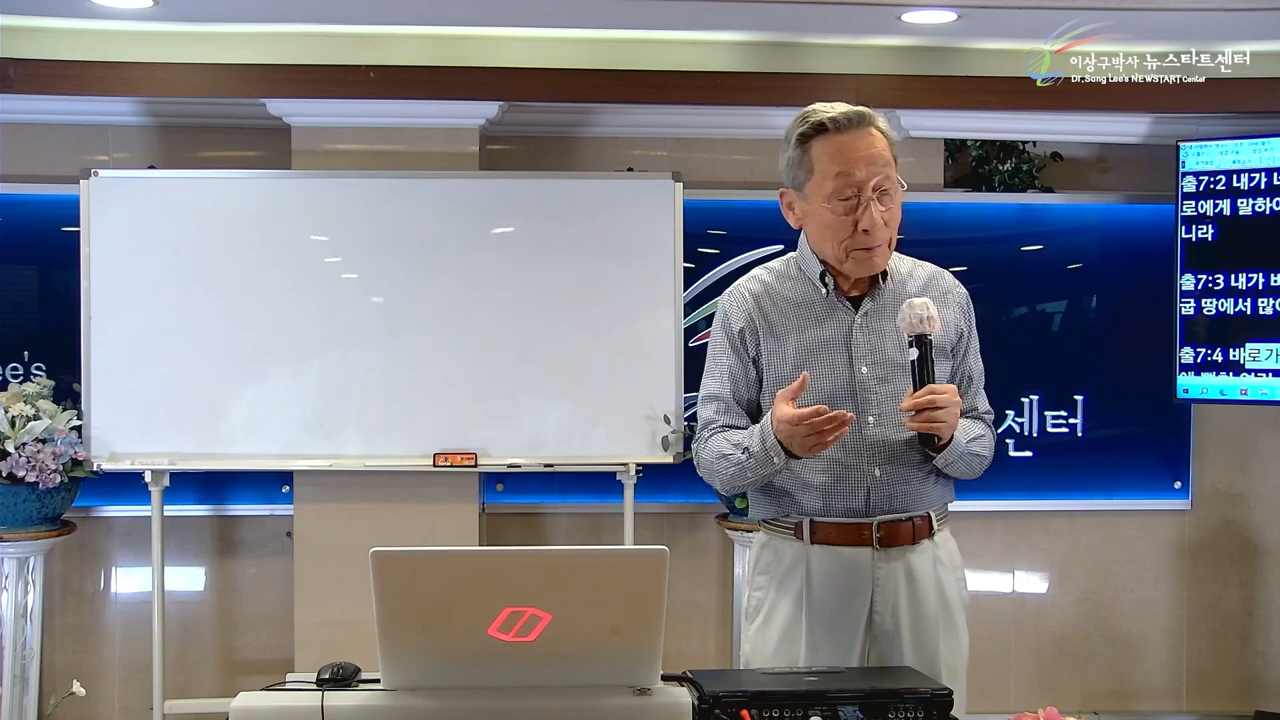 이상구박사 뉴스타트센터
Dr. Sang Lee's NEWSTART Center
출7:2 내가
로에게 말하
니라
출7:3 내가
굽 땅에서 많
출7:4 바로가
ee's
센터